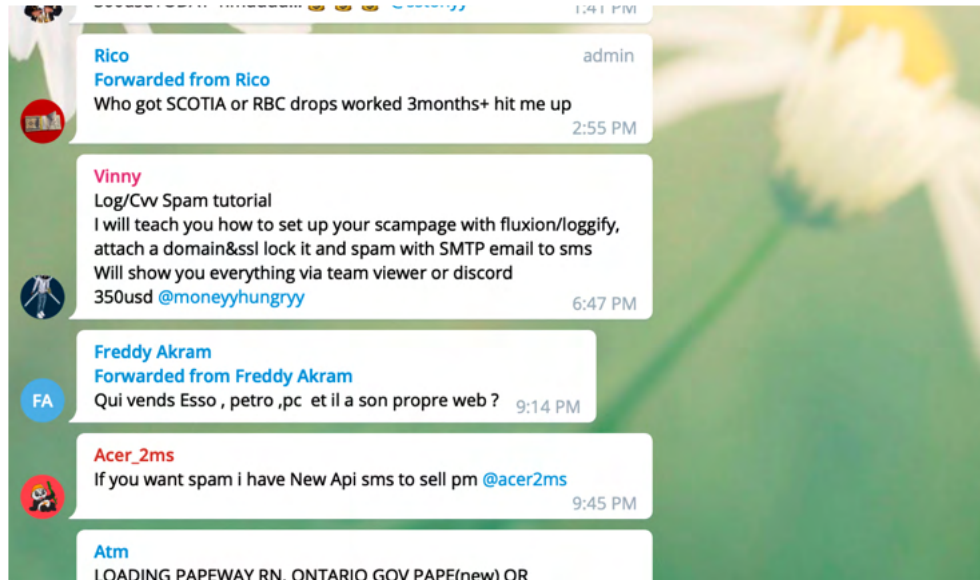 1:41 PM
Rico
admin
Forwarded from Rico
Who got SCOTIA or RBC drops worked 3months+ hit me up
2:55 PM
Vinny
Log/Cvv Spam tutorial
I will teach you how to set up your scampage with fluxion/loggify,
attach a domain&ssl lock it and spam with SMTP email to sms
Will show you everything via team viewer or discord
350usd @moneyyhungryy
6:47 PM
Freddy Akram
Forwarded from Freddy Akram
FA
Qui vends Esso , petro ,pc et il a son propre web ?
9:14 PM
Acer_2ms
If you want spam i have New Api sms to sell pm @acer2ms
9:45 PM
Atm
LOADING PAPEWAY RN. ONTARIO GOV PAPE(new) OR